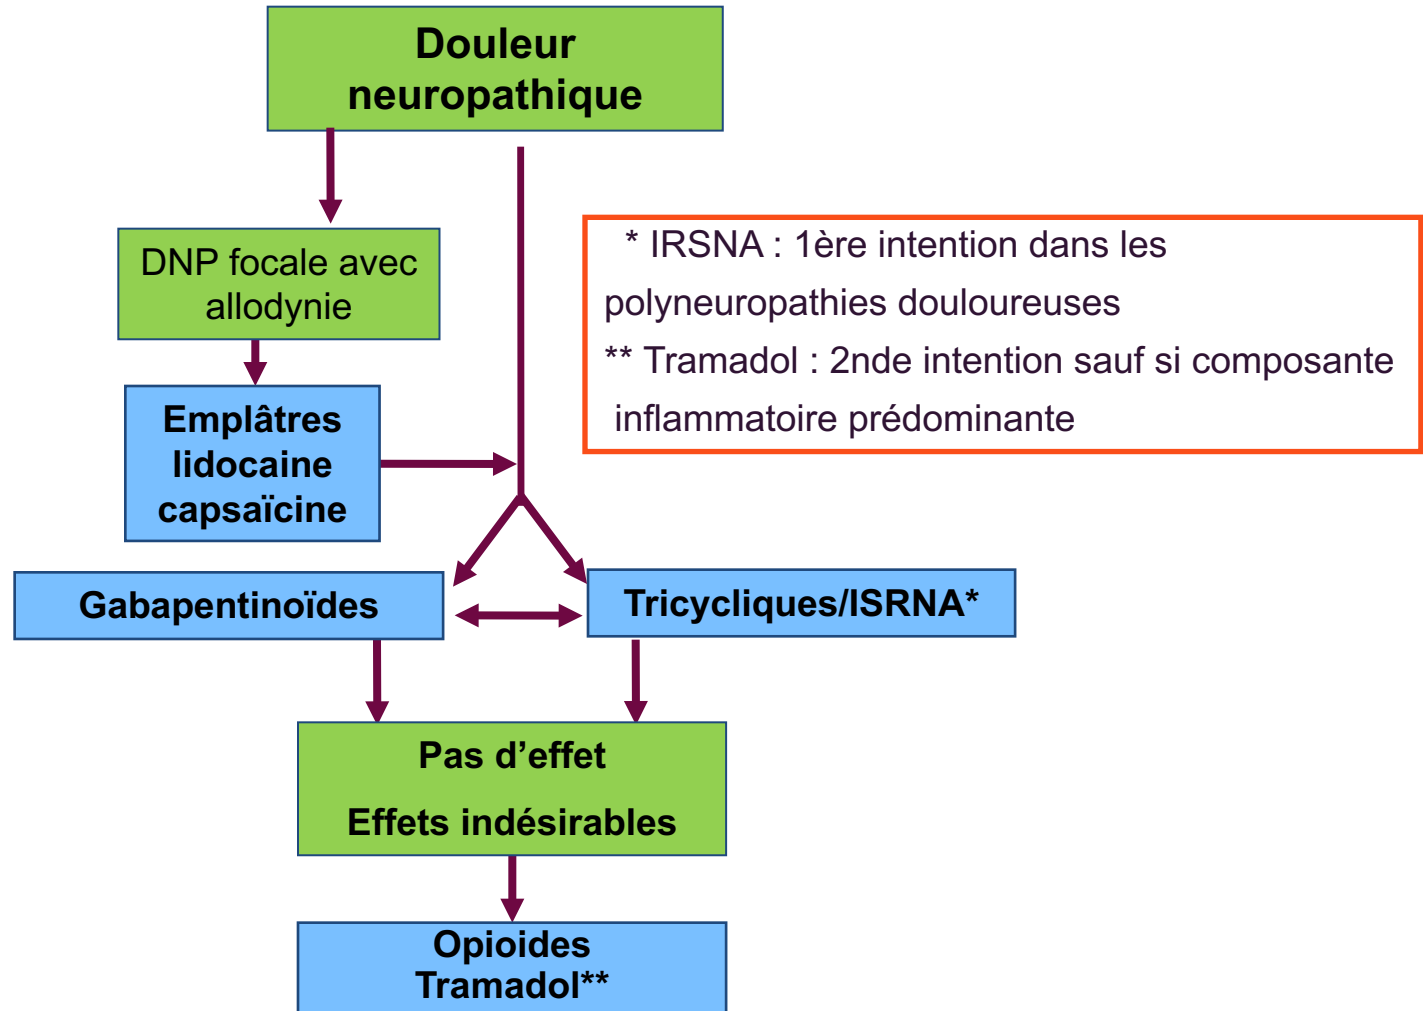 Douleur
neuropathique
DNP focale avec
allodynie
* IRSNA : 1ère intention dans les
polyneuropathies douloureuses
** Tramadol : 2nde intention sauf si composante
inflammatoire prédominante
Emplâtres
lidocaine
capsaïcine
Gabapentinoïdes
Tricycliques/ISRNA*
Pas d’effet
Effets indésirables
Opioides
Tramadol**